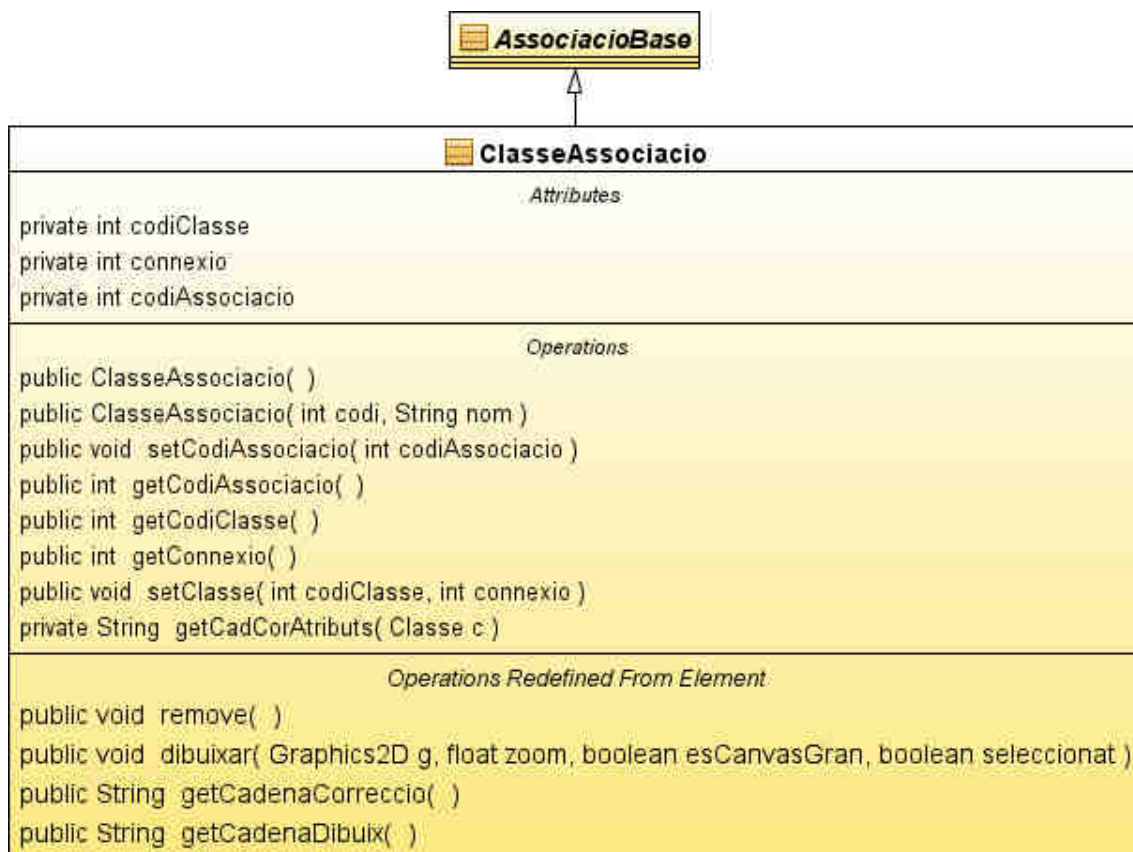 AssociacioBase
ClasseAssociacio
Attributes
private int codiClasse
private int connexio
private int codiAssociacio
Operations
public ClasseAssociacio( )
public ClasseAssociacio( int codi, String nom )
public void setCodiAssociacio( int codiAssociacio )
public int getCodiAssociacio( )
public int getCodiClasse( )
public int getConnexio( )
public void setClasse( int codiClasse, int connexio )
private String getCadCorAtributs( Classe c )
Operations Redefined From Element
public void remove( )
public void dibuixar( Graphics2D g, float zoom, boolean esCanvasGran, boolean seleccionat )
public String getCadenaCorreccio( )
public String getCadenaDibuix( )